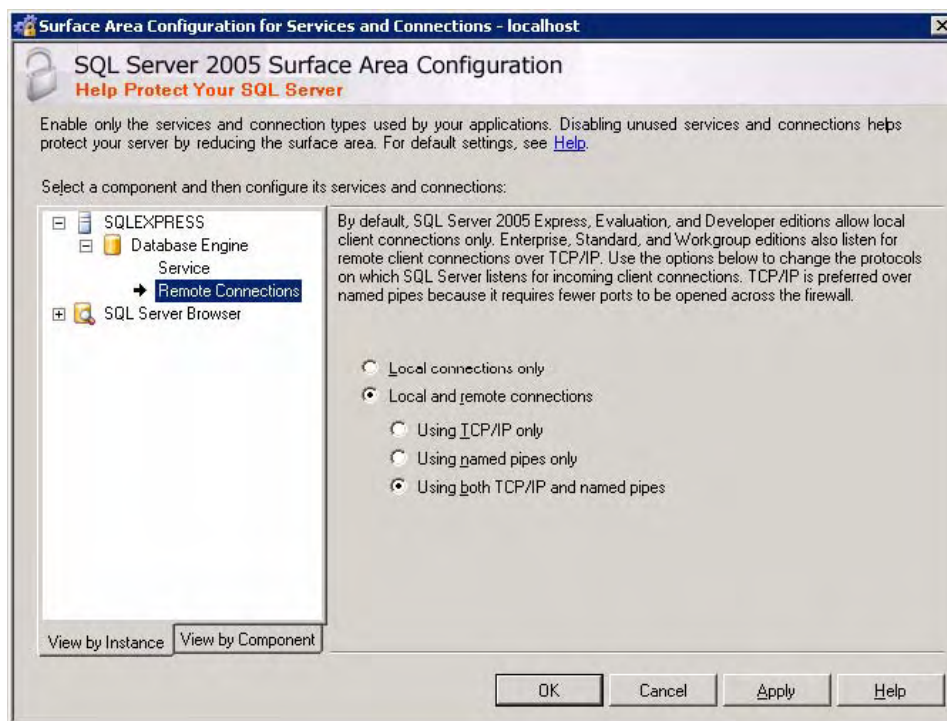 Surface Area Configuration for Services and Connections - localhost
SQL Server 2005 Surface Area Configuration
Help Protect Your SQL Server
Enable only the services and connection types used by your applications. Disabling unused services and connections helps
protect your server by reducing the surface area. For default settings, see Help.
Select a component and then configure its services and connections:
SQLEXPRESS
Database Engine
Service
Remote Connections
SQL Server Browser
By default, SQL Server 2005 Express, Evaluation, and Developer editions allow local
client connections only. Enterprise, Standard, and Workgroup editions also listen for
remote client connections over TCP/IP. Use the options below to change the protocols
on which SQL Server listens for incoming client connections. TCP/IP is preferred over
named pipes because it requires fewer ports to be opened across the firewall.
Local connections only
Local and remote connections
Using TCP/IP only
Using named pipes only
Using both TCP/IP and named pipes
View by Instance
View by Component
OK
Cancel
Apply
Help